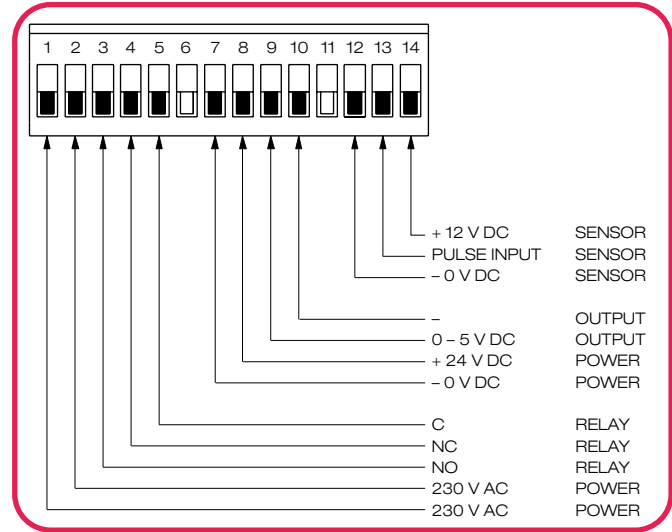 1 2 3 4 5 6 7 8 9 10 11 12 13 14
+ 12 V DC SENSOR
PULSE INPUT SENSOR
– 0 V DC SENSOR
– OUTPUT
0 – 5 V DC OUTPUT
+ 24 V DC POWER
– 0 V DC POWER
C RELAY
NC RELAY
NO RELAY
230 V AC POWER
230 V AC POWER